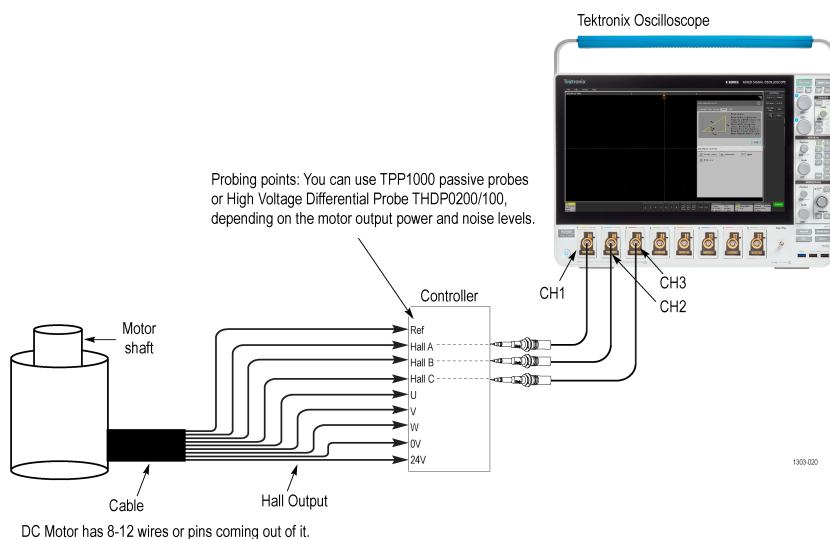 Tektronix Oscilloscope
Tektronix
Probing points: You can use TPP1000 passive probes
or High Voltage Differential Probe THDP0200/100,
depending on the motor output power and noise levels.
CH1
CH2
CH3
Controller
Motor
shaft
Ref
Hall A
Hall B
Hall C
U
V
W
0V
24V
1303-020
Cable
Hall Output
DC Motor has 8-12 wires or pins coming out of it.